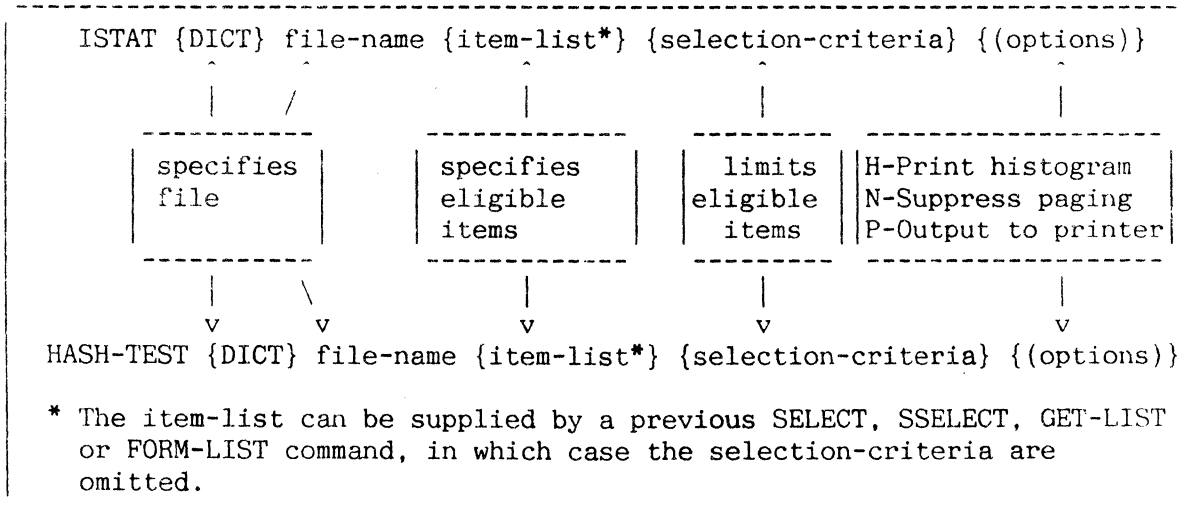 ISTAT {DICT} file-name {item-list*} {selection-criteria} {(options)}
specifies specifies limits H-Print histogram
file eligible eligible N-Suppress paging
items items P-Output to printer
HASH-TEST {DICT} file-name {item-list*} {selection-criteria} {(options)}
* The item-list can be supplied by a previous SELECT, SSELECT, GET-LIST
or FORM-LIST command, in which case the selection-criteria are
omitted.